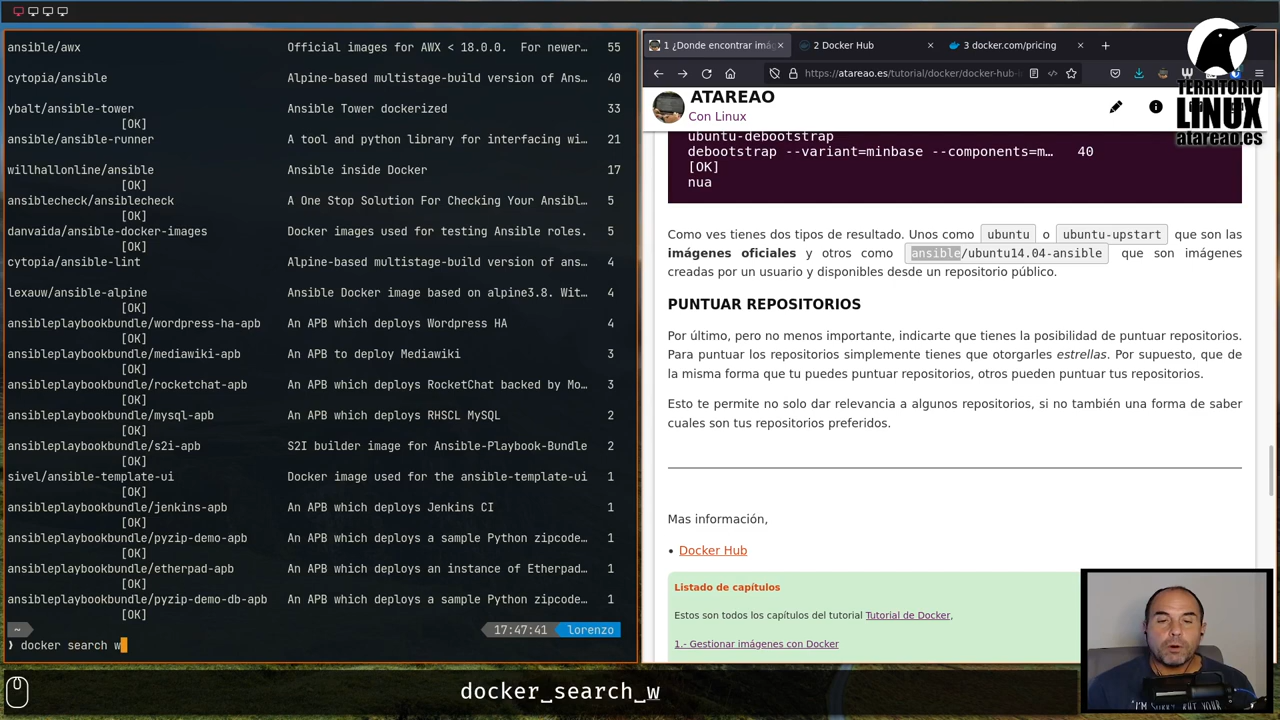 ansible/awx Official images for AWX < 18.0.0. For newer… 55
cytopia/ansible Alpine-based multistage-build version of Ans… 40
ybalt/ansible-tower Ansible Tower dockerized 33
[OK]
ansible/ansible-runner A tool and python library for interfacing wi… 21
willhallonline/ansible Ansible inside Docker 17
[OK]
ansiblecheck/ansiblecheck A One Stop Solution For Checking Your Ansibl… 5
[OK]
danvaida/ansible-docker-images Docker images used for testing Ansible roles. 5
[OK]
cytopia/ansible-lint Alpine-based multistage-build version of ans… 4
[OK]
lexauw/ansible-alpine Ansible Docker image based on alpine3.8. Wit… 4
[OK]
ansibleplaybookbundle/wordpress-ha-apb An APB which deploys Wordpress HA 4
[OK]
ansibleplaybookbundle/mediawiki-apb An APB to deploy Mediawiki 3
[OK]
ansibleplaybookbundle/rocketchat-apb An APB which deploys RocketChat backed by Mo… 3
[OK]
ansibleplaybookbundle/mysql-apb An APB which deploys RHSCL MySQL 2
[OK]
ansibleplaybookbundle/s2i-apb S2I builder image for Ansible-Playbook-Bundle 2
[OK]
sivel/ansible-template-ui Docker image used for the ansible-template-ui 1
[OK]
ansibleplaybookbundle/jenkins-apb An APB which deploys Jenkins CI 1
[OK]
ansibleplaybookbundle/pyzip-demo-apb An APB which deploys a sample Python zipcode… 1
[OK]
ansibleplaybookbundle/etherpad-apb An APB which deploys an instance of Etherpad… 1
[OK]
ansibleplaybookbundle/pyzip-demo-db-apb An APB which deploys a sample Python zipcode… 1
[OK]
~ 17:47:41 lorenzo
❯ docker search w
1 ¿Donde encontrar imág 2 Docker Hub 3 docker.com/pricing
https://atareao.es/tutorial/docker/docker-hub-
TERRITORIO
LINUX
atareao.es
ATAREAO
Con Linux
ubuntu-debootstrap
debootstrap --variant=minbase --components=m… 40
[OK]
nua
Como ves tienes dos tipos de resultado. Unos como ubuntu o ubuntu-upstart que son las
imágenes oficiales y otros como ansible/ubuntu14.04-ansible que son imágenes
creadas por un usuario y disponibles desde un repositorio público.
PUNTUAR REPOSITORIOS
Por último, pero no menos importante, indicarte que tienes la posibilidad de puntuar repositorios.
Para puntuar los repositorios simplemente tienes que otorgarles estrellas. Por supuesto, que de
la misma forma que tu puedes puntuar repositorios, otros pueden puntuar tus repositorios.
Esto te permite no solo dar relevancia a algunos repositorios, si no también una forma de saber
cuales son tus repositorios preferidos.
Mas información,
• Docker Hub
Listado de capítulos
Estos son todos los capítulos del tutorial Tutorial de Docker,
1.- Gestionar imágenes con Docker
docker_search_w